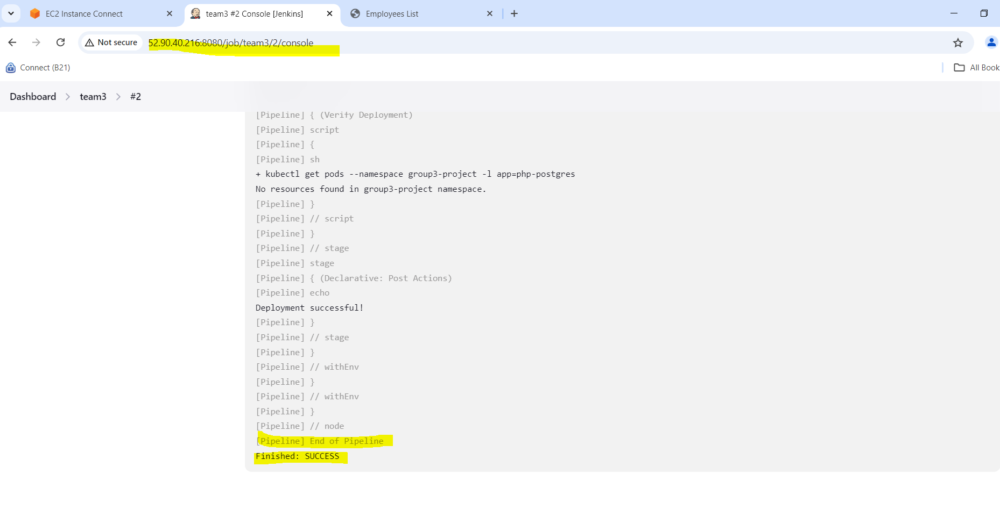 EC2 Instance Connect
team3 #2 Console [Jenkins]
Employees List
Not secure
52.90.40.216:8080/job/team3/2/console
Connect (B21)
All Book
Dashboard > team3 > #2
[Pipeline] { (Verify Deployment)
[Pipeline] script
[Pipeline] {
[Pipeline] sh
+ kubectl get pods --namespace group3-project -l app=php-postgres
No resources found in group3-project namespace.
[Pipeline] }
[Pipeline] // script
[Pipeline] }
[Pipeline] // stage
[Pipeline] stage
[Pipeline] { (Declarative: Post Actions)
[Pipeline] echo
Deployment successful!
[Pipeline] }
[Pipeline] // stage
[Pipeline] }
[Pipeline] // withEnv
[Pipeline] }
[Pipeline] // withEnv
[Pipeline] }
[Pipeline] // node
[Pipeline] End of Pipeline
Finished: SUCCESS